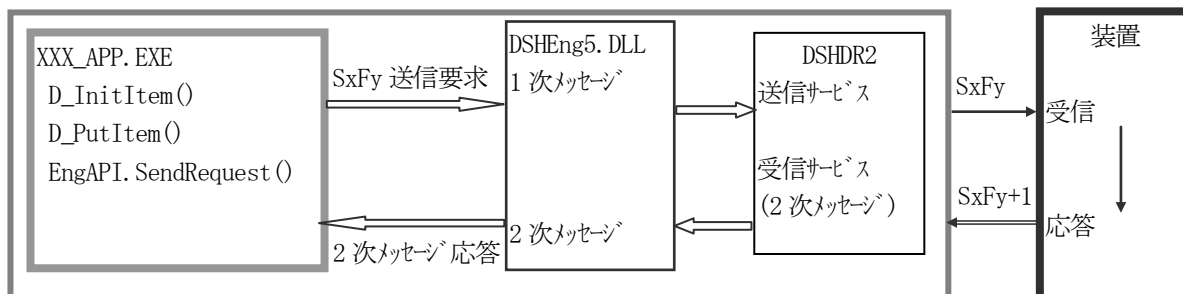 XXX_APP.EXE
D_InitItem()
D_PutItem()
EngAPI.SendRequest()
SxFy 送信要求
2 次ﾒｯｾｰｼﾞ応答
DSHEng5.DLL
1 次ﾒｯｾｰｼﾞ
2 次ﾒｯｾｰｼﾞ
DSHDR2
送信ｻｰﾋﾞｽ
受信ｻｰﾋﾞｽ
(2 次ﾒｯｾｰｼﾞ)
SxFy
SxFy+1
装置
受信
応答